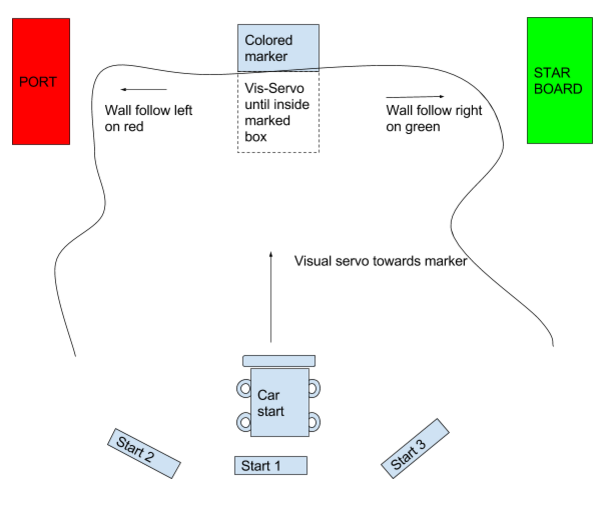 Colored
marker
PORT
STAR
BOARD
Vis-Servo
until inside
marked
box
Wall follow left
on red
Wall follow right
on green
Visual servo towards marker
Car
start
Start 2
Start 1
Start 3